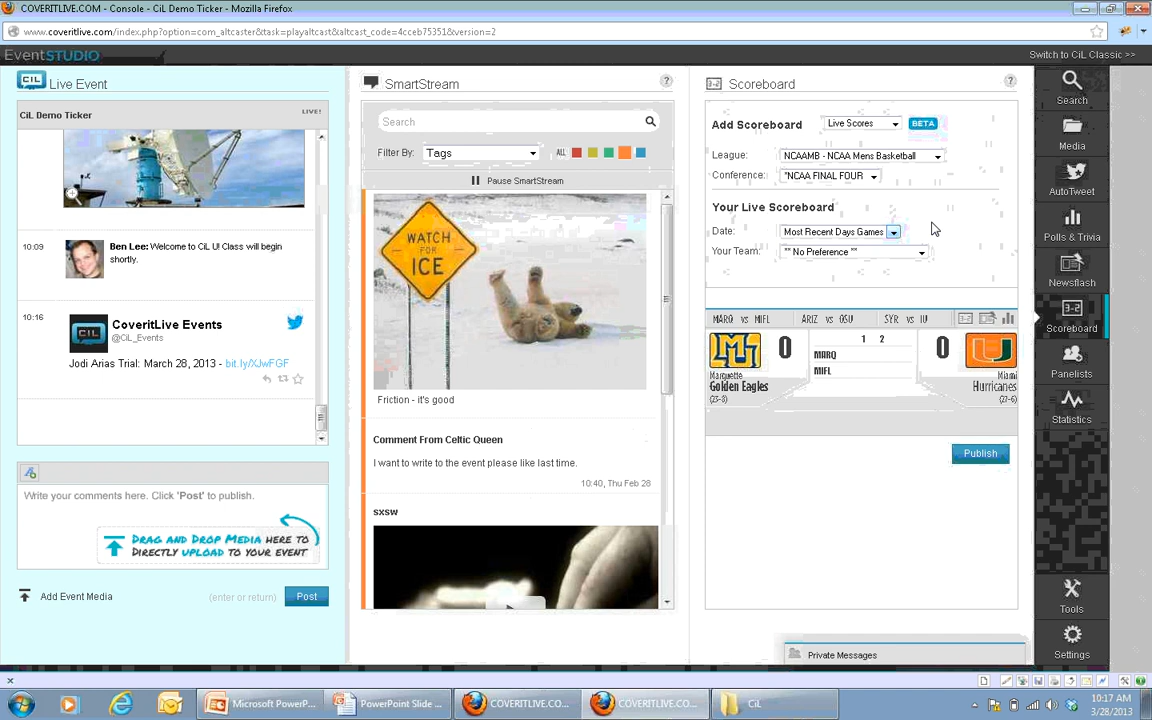 COVERITLIVE.COM - Console - CiL Demo Ticker - Mozilla Firefox
www.coveritlive.com/index.php?option=com_altcaster&task=playaltcast&altcast_code=4cceb75351&version=2
EventSTUDIO
Switch to CiL Classic >>
CiL Live Event
CiL Demo Ticker
LIVE!
10:09
Ben Lee: Welcome to CiL U! Class will begin
shortly.
10:16
CiL
CoveritLive Events
@CiL_Events
Jodi Arias Trial: March 28, 2013 - bit.ly/XJwFGF
Write your comments here. Click 'Post' to publish.
DRAG AND DROP MEDIA HERE TO
DIRECTLY UPLOAD TO YOUR EVENT
Add Event Media
(enter or return)
Post
SmartStream
?
Search
Filter By:
Tags
ALL
Pause SmartStream
WATCH
FOR
ICE
Friction - it's good
Comment From Celtic Queen
I want to write to the event please like last time.
10:40, Thu Feb 28
sxsw
3-2 Scoreboard
?
Add Scoreboard
Live Scores
BETA
League:
NCAAMB - NCAA Mens Basketball
Conference:
*NCAA FINAL FOUR
Your Live Scoreboard
Date:
Most Recent Days Games
Your Team:
** No Preference **
MARQ vs MIFL
ARIZ vs OSU
SYR vs IU
3-2
0
1 2
MARQ
MIFL
0
Marquette
Golden Eagles
(25-8)
Miami
Hurricanes
(27-6)
Publish
Search
Media
AutoTweet
Polls & Trivia
Newsflash
3-2
Scoreboard
Panelists
Statistics
Tools
Settings
Private Messages
Microsoft PowerP...
PowerPoint Slide ...
COVERITLIVE.CO...
COVERITLIVE.CO...
CiL
10:17 AM
3/28/2013